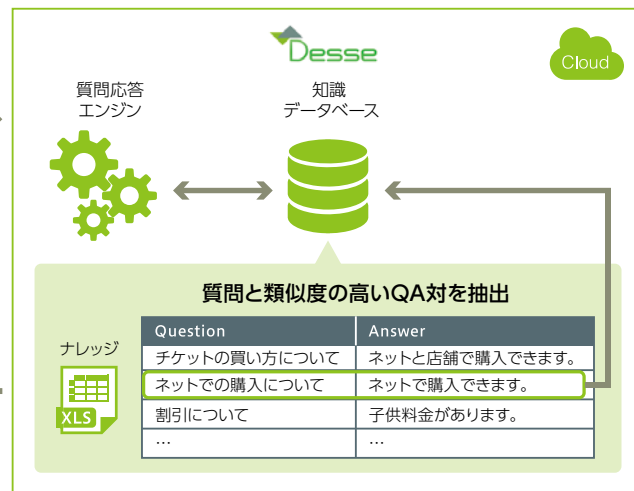 Desse
Cloud
質問応答
エンジン
知識
データベース
質問と類似度の高いQA対を抽出
ナレッジ
XLS
Question Answer
チケットの買い方について ネットと店舗で購入できます。
ネットでの購入について ネットで購入できます。
割引について 子供料金があります。
… …